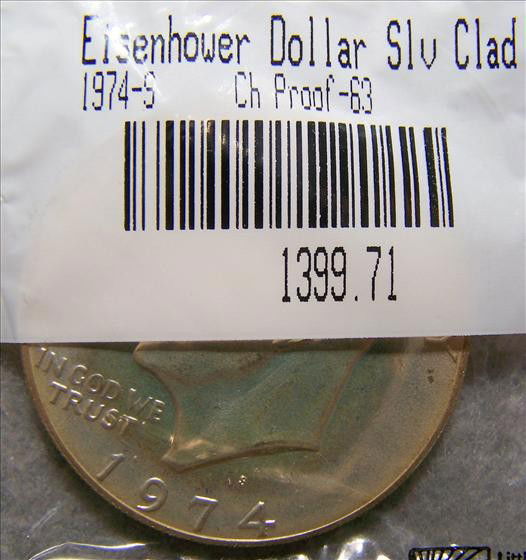 Eisenhower Dollar Slv Clad
1974-S Ch Proof-63
1399.71
IN GOD WE
TRUST
1974